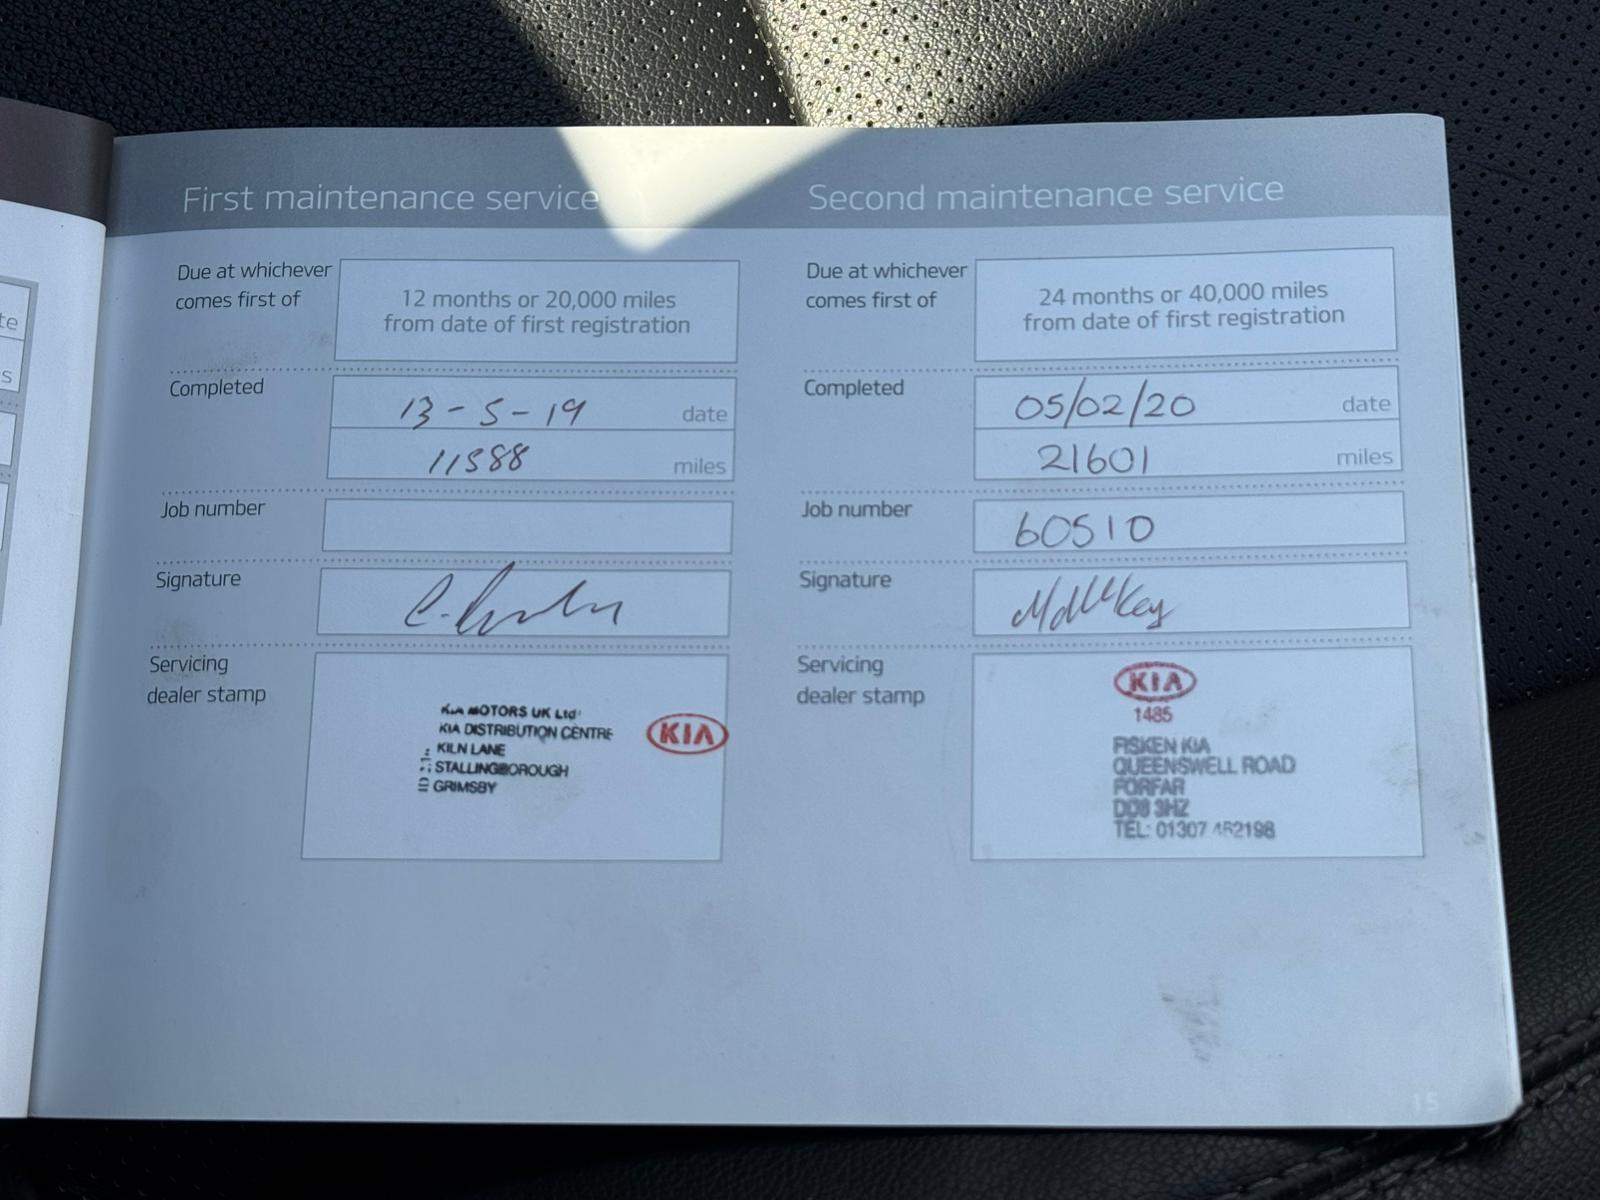 te
s
First maintenance service
Due at whichever
comes first of
12 months or 20,000 miles
from date of first registration
Completed
13-5-19 date
11588 miles
Job number
Signature
Servicing
dealer stamp
KIA MOTORS UK Ltd
KIA DISTRIBUTION CENTRE
KILN LANE
STALLINGBOROUGH
GRIMSBY
KIA
Second maintenance service
Due at whichever
comes first of
24 months or 40,000 miles
from date of first registration
Completed
05/02/20 date
21601 miles
Job number
60510
Signature
Servicing
dealer stamp
KIA
1485
FISKEN KIA
QUEENSWELL ROAD
FORFAR
DD8 3HZ
TEL: 01307 462198
15